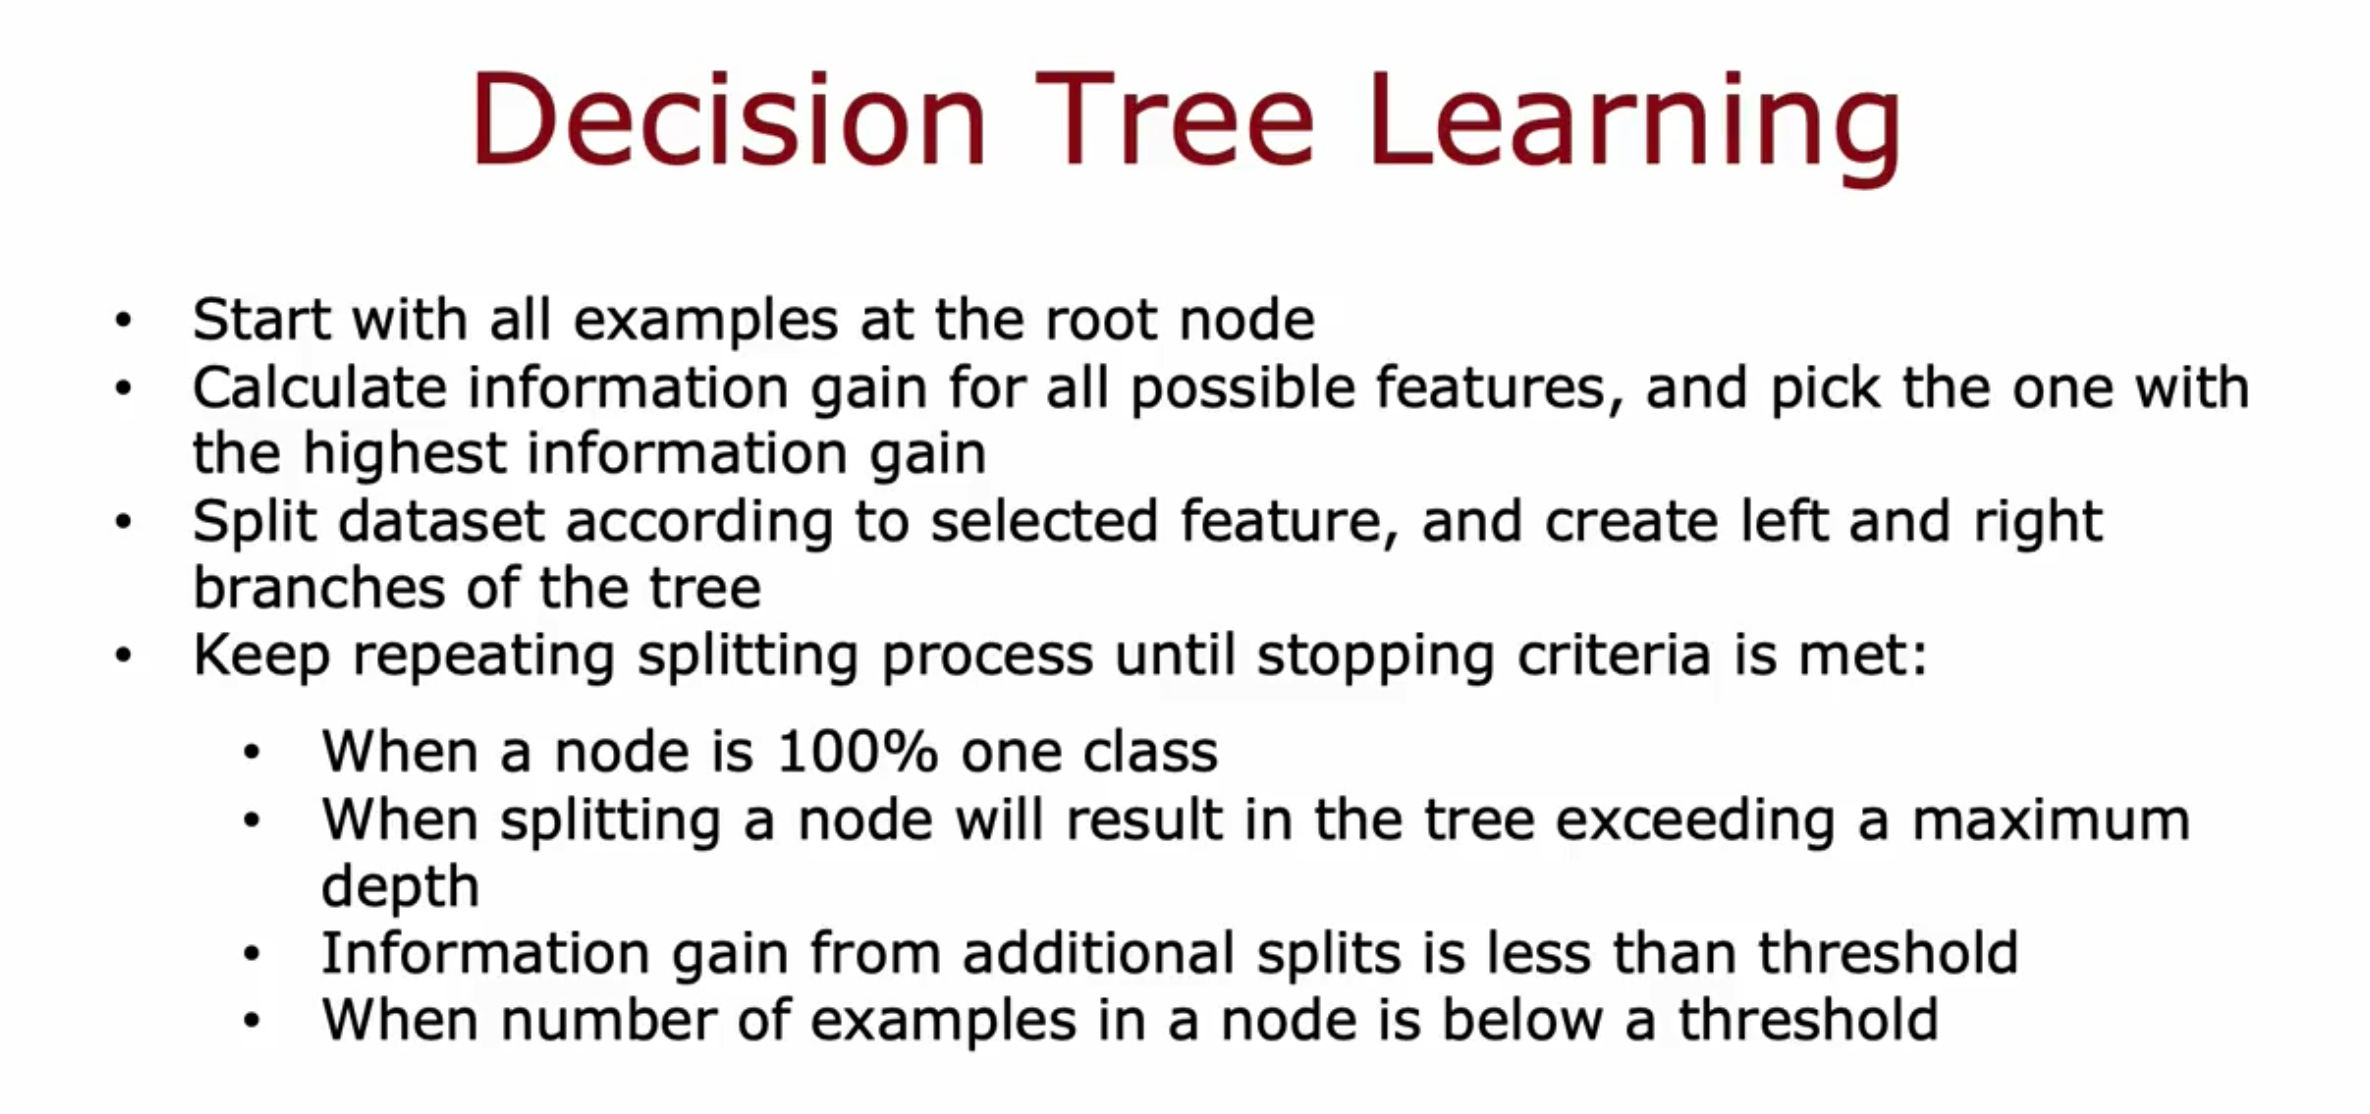 Decision Tree Learning
• Start with all examples at the root node
• Calculate information gain for all possible features, and pick the one with
the highest information gain
• Split dataset according to selected feature, and create left and right
branches of the tree
• Keep repeating splitting process until stopping criteria is met:
• When a node is 100% one class
• When splitting a node will result in the tree exceeding a maximum
depth
• Information gain from additional splits is less than threshold
• When number of examples in a node is below a threshold